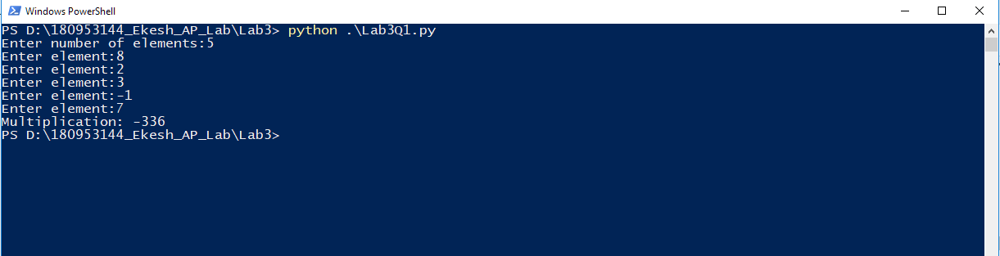 Windows PowerShell
PS D:\180953144_Ekesh_AP_Lab\Lab3> python .\Lab3Q1.py
Enter number of elements:5
Enter element:8
Enter element:2
Enter element:3
Enter element:-1
Enter element:7
Multiplication: -336
PS D:\180953144_Ekesh_AP_Lab\Lab3>